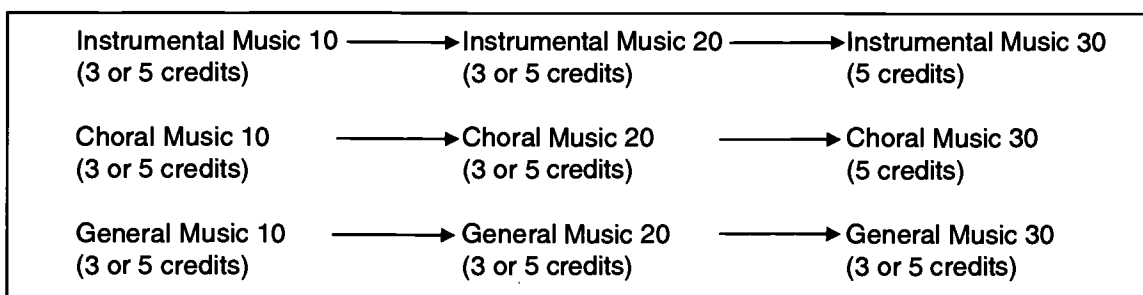 Instrumental Music 10 Instrumental Music 20 Instrumental Music 30
(3 or 5 credits) (3 or 5 credits) (5 credits)
Choral Music 10 Choral Music 20 Choral Music 30
(3 or 5 credits) (3 or 5 credits) (5 credits)
General Music 10 General Music 20 General Music 30
(3 or 5 credits) (3 or 5 credits) (3 or 5 credits)